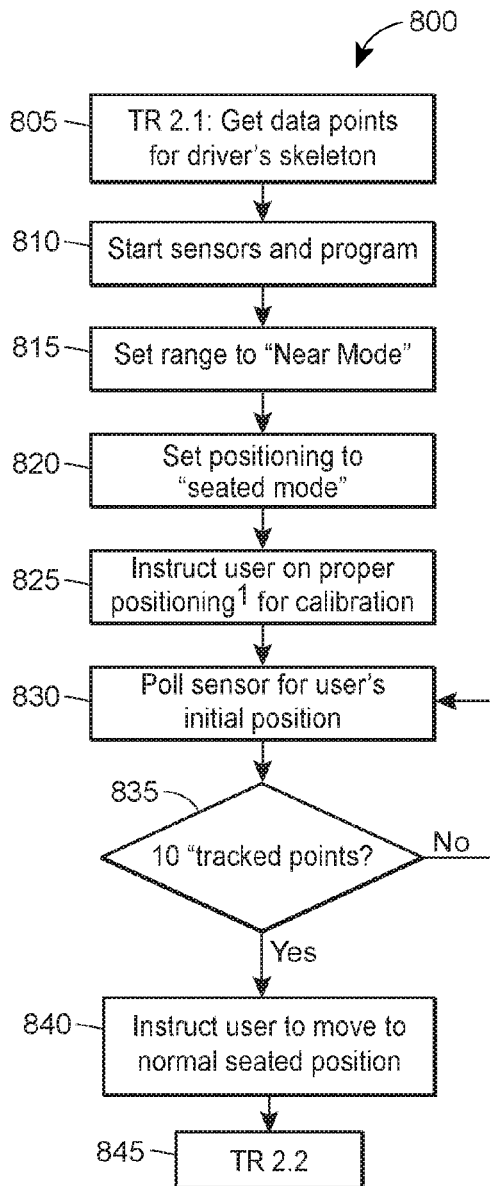 800
805
TR 2.1: Get data points
for driver's skeleton
810
Start sensors and program
815
Set range to “Near Mode”
820
Set positioning to
“seated mode”
825
Instruct user on proper
positioning1 for calibration
830
Poll sensor for user's
initial position
835
10 “tracked points?
No
Yes
840
Instruct user to move to
normal seated position
845
TR 2.2